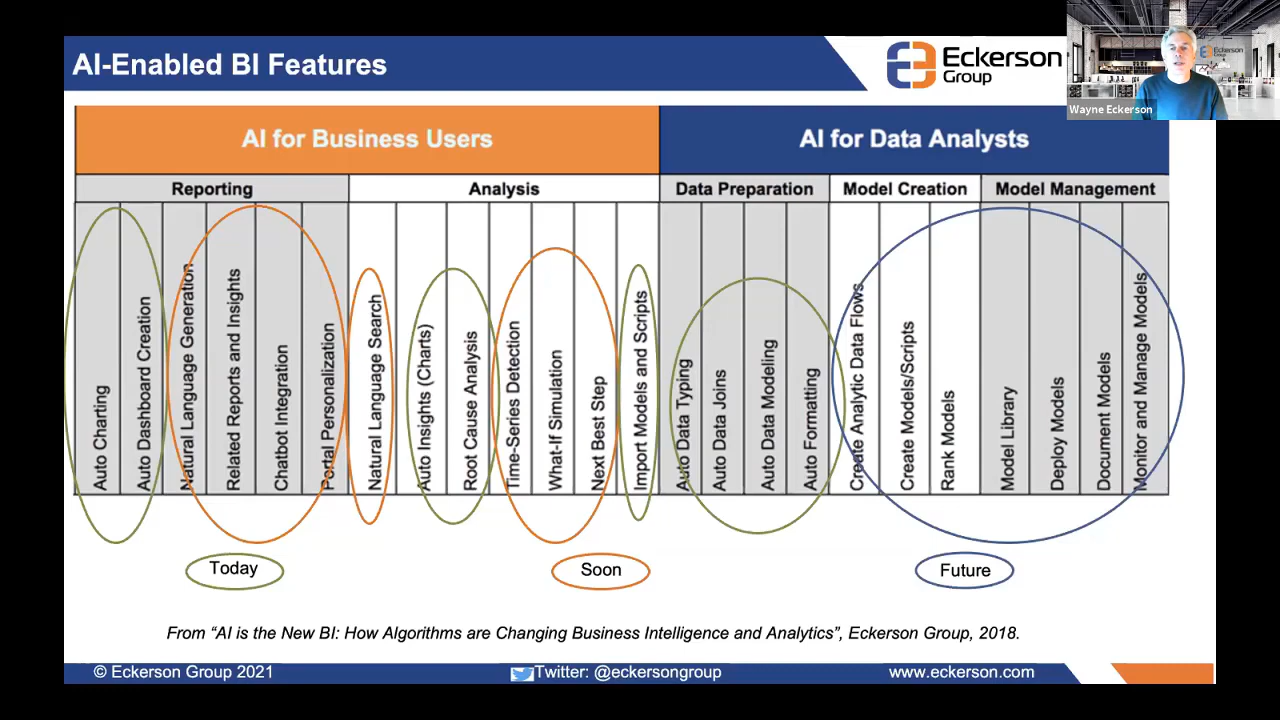 AI-Enabled BI Features
Eckerson
Group
Eckerson
Group
Wayne Eckerson
AI for Business Users
AI for Data Analysts
Reporting
Analysis
Data Preparation
Model Creation
Model Management
Auto Charting
Auto Dashboard Creation
Natural Language Generation
Related Reports and Insights
Chatbot Integration
Portal Personalization
Natural Language Search
Auto Insights (Charts)
Root Cause Analysis
Time-Series Detection
What-If Simulation
Next Best Step
Import Models and Scripts
Auto Data Typing
Auto Data Joins
Auto Data Modeling
Auto Formatting
Create Analytic Data Flows
Create Models/Scripts
Rank Models
Model Library
Deploy Models
Document Models
Monitor and Manage Models
Today
Soon
Future
From “AI is the New BI: How Algorithms are Changing Business Intelligence and Analytics”, Eckerson Group, 2018.
© Eckerson Group 2021
Twitter: @eckersongroup
www.eckerson.com